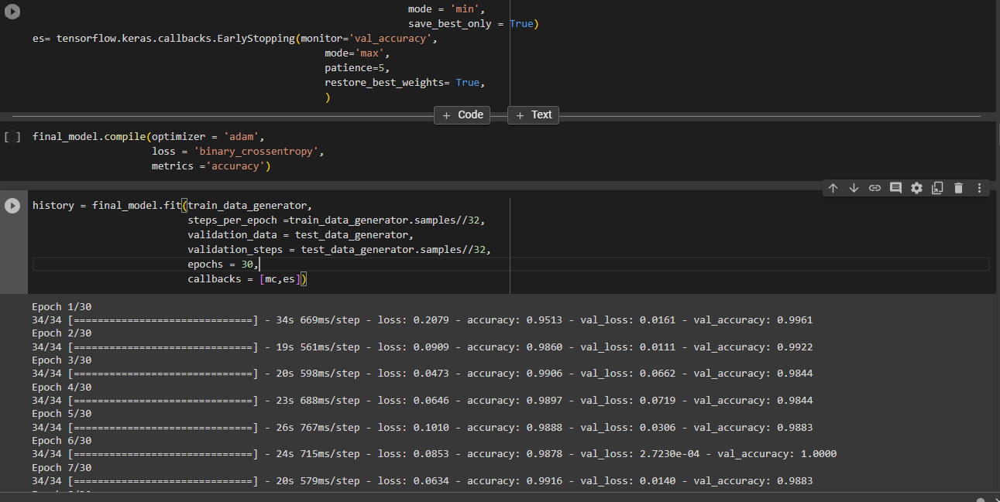 mode = 'min',
save_best_only = True)
es= tensorflow.keras.callbacks.EarlyStopping(monitor='val_accuracy',
mode='max',
patience=5,
restore_best_weights= True,
)
+ Code + Text
[ ] final_model.compile(optimizer = 'adam',
loss = 'binary_crossentropy',
metrics ='accuracy')
history = final_model.fit(train_data_generator,
steps_per_epoch =train_data_generator.samples//32,
validation_data = test_data_generator,
validation_steps = test_data_generator.samples//32,
epochs = 30,
callbacks = [mc,es])
Epoch 1/30
34/34 [==============================] - 34s 669ms/step - loss: 0.2079 - accuracy: 0.9513 - val_loss: 0.0161 - val_accuracy: 0.9961
Epoch 2/30
34/34 [==============================] - 19s 561ms/step - loss: 0.0909 - accuracy: 0.9860 - val_loss: 0.0111 - val_accuracy: 0.9922
Epoch 3/30
34/34 [==============================] - 20s 598ms/step - loss: 0.0473 - accuracy: 0.9906 - val_loss: 0.0662 - val_accuracy: 0.9844
Epoch 4/30
34/34 [==============================] - 23s 688ms/step - loss: 0.0646 - accuracy: 0.9897 - val_loss: 0.0719 - val_accuracy: 0.9844
Epoch 5/30
34/34 [==============================] - 26s 767ms/step - loss: 0.1010 - accuracy: 0.9888 - val_loss: 0.0306 - val_accuracy: 0.9883
Epoch 6/30
34/34 [==============================] - 24s 715ms/step - loss: 0.0853 - accuracy: 0.9878 - val_loss: 2.7230e-04 - val_accuracy: 1.0000
Epoch 7/30
34/34 [==============================] - 20s 579ms/step - loss: 0.0634 - accuracy: 0.9916 - val_loss: 0.0140 - val_accuracy: 0.9883